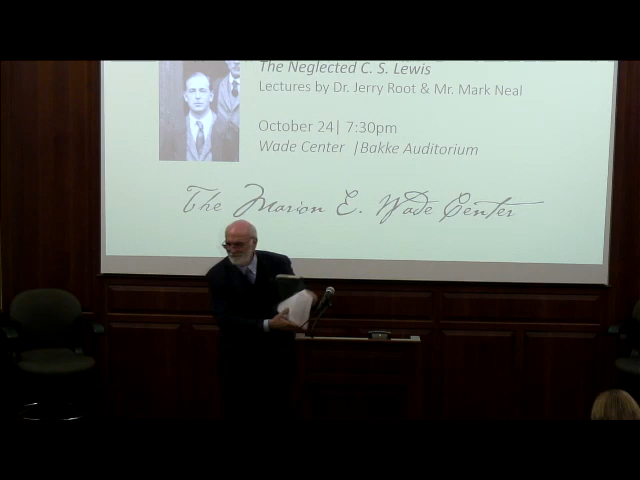 The Neglected C. S. Lewis
Lectures by Dr. Jerry Root & Mr. Mark Neal
October 24| 7:30pm
Wade Center |Bakke Auditorium
The Marion E. Wade Center